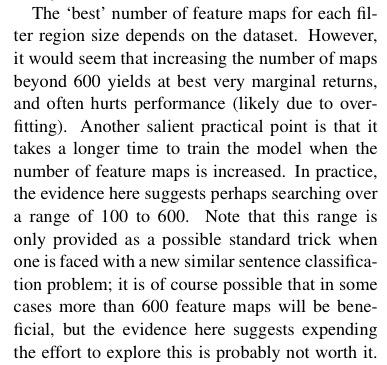 The ‘best’ number of feature maps for each fil-
ter region size depends on the dataset. However,
it would seem that increasing the number of maps
beyond 600 yields at best very marginal returns,
and often hurts performance (likely due to over-
fitting). Another salient practical point is that it
takes a longer time to train the model when the
number of feature maps is increased. In practice,
the evidence here suggests perhaps searching over
a range of 100 to 600. Note that this range is
only provided as a possible standard trick when
one is faced with a new similar sentence classifica-
tion problem; it is of course possible that in some
cases more than 600 feature maps will be bene-
ficial, but the evidence here suggests expending
the effort to explore this is probably not worth it.